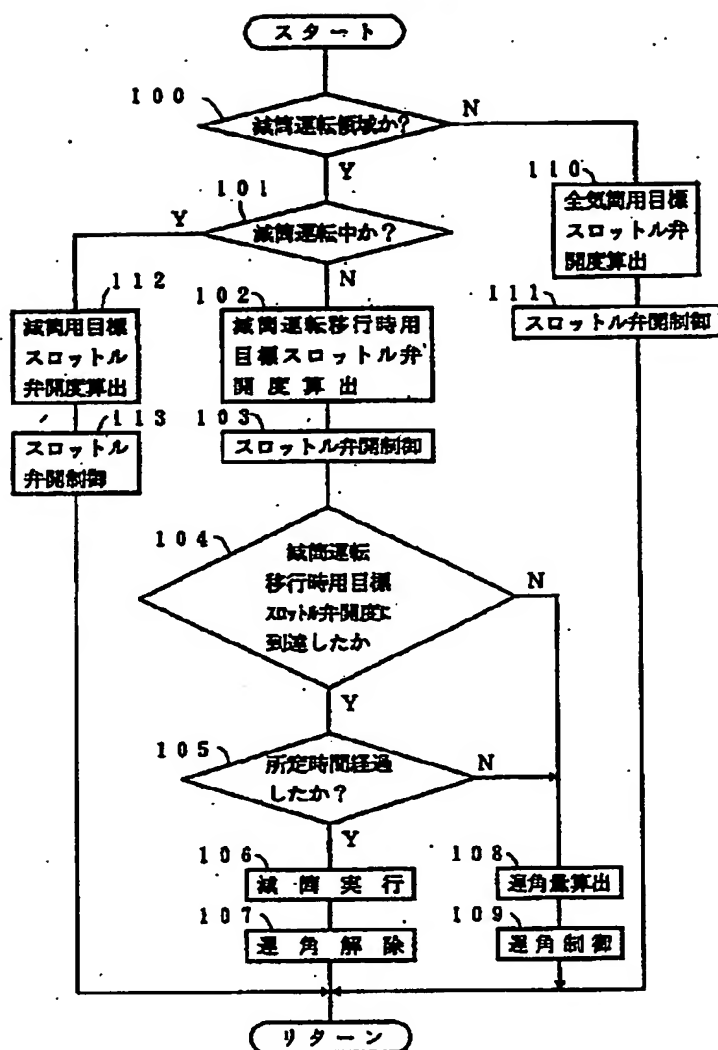 スタート
100
減筒運転領域か?
N
Y
101
減筒運転中か?
Y
N
110
全気筒用目標
スロットル弁
開度算出
111
スロットル弁開制御
112
減筒用目標
スロットル
弁開度算出
113
スロットル
弁開制御
102
減筒運転移行時用
目標スロットル弁
開度算出
103
スロットル弁開制御
104
減筒運転
移行時用目標
スロットル弁開度に
到達したか
N
Y
105
所定時間経過
したか?
N
Y
106
減筒実行
107
遅角解除
108
遅角量算出
109
遅角制御
リターン